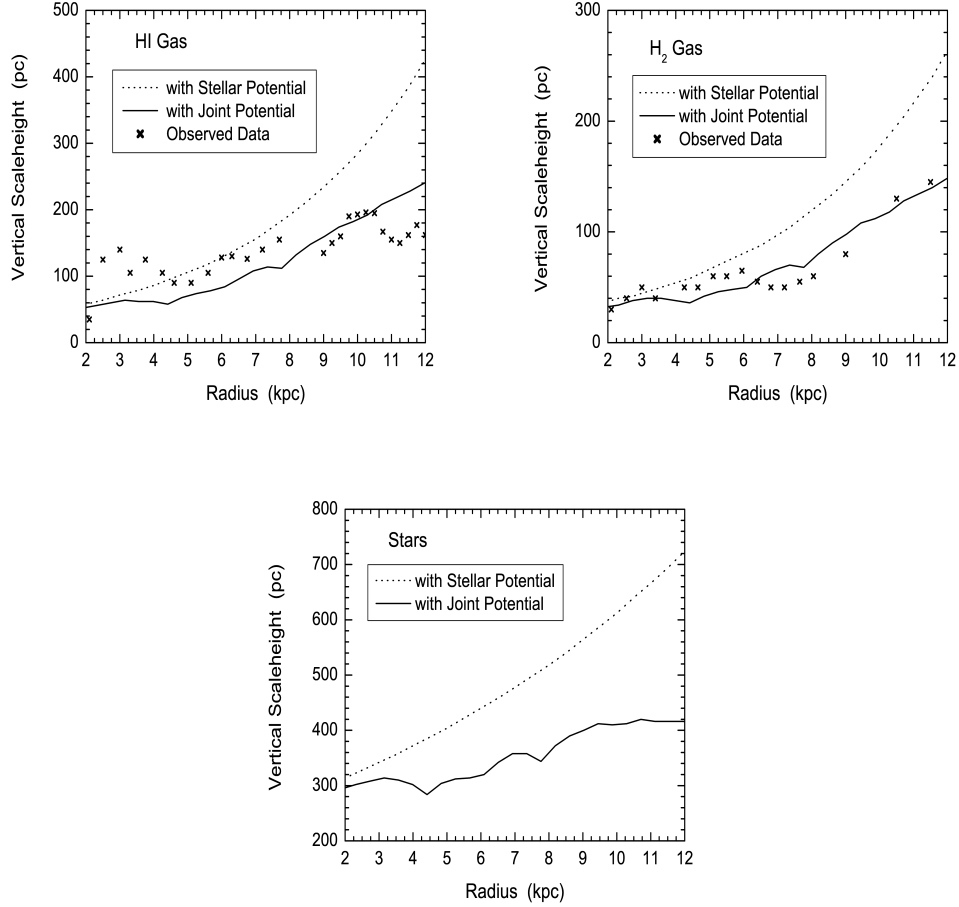 HI Gas
with Stellar Potential
with Joint Potential
Observed Data
500
400
300
200
100
0
Vertical Scaleheight (pc)
2 3 4 5 6 7 8 9 10 11 12
Radius (kpc)
H₂ Gas
with Stellar Potential
with Joint Potential
Observed Data
300
200
100
0
Vertical Scaleheight (pc)
2 3 4 5 6 7 8 9 10 11 12
Radius (kpc)
Stars
with Stellar Potential
with Joint Potential
800
700
600
500
400
300
200
Vertical Scaleheight (pc)
2 3 4 5 6 7 8 9 10 11 12
Radius (kpc)